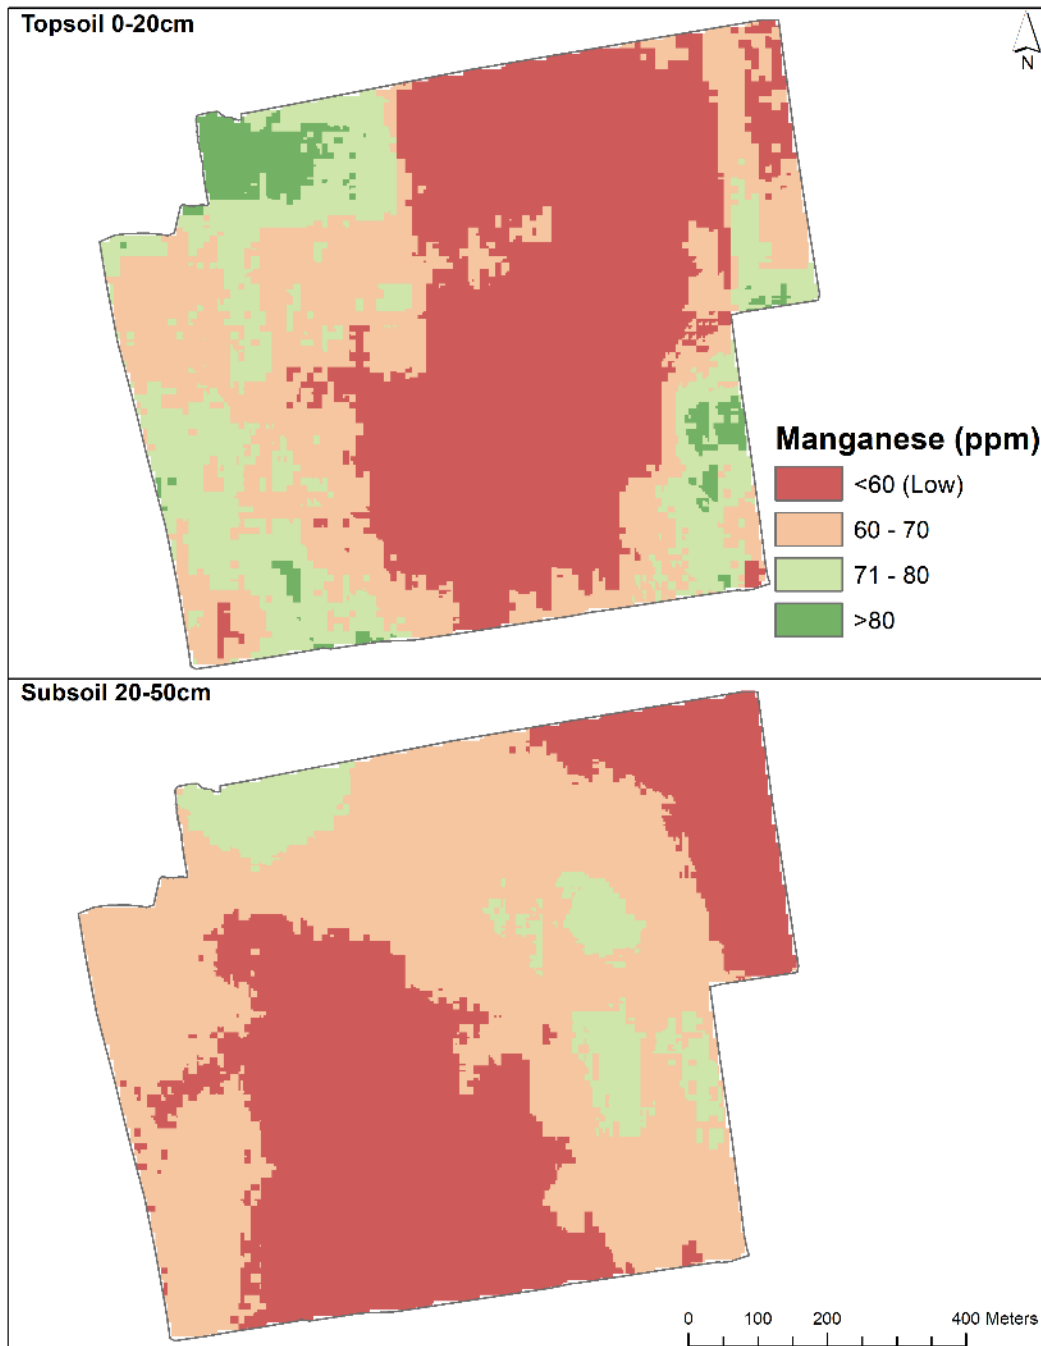 Topsoil 0-20cm
N
Manganese (ppm)
<60 (Low)
60 - 70
71 - 80
>80
Subsoil 20-50cm
0 100 200 400 Meters